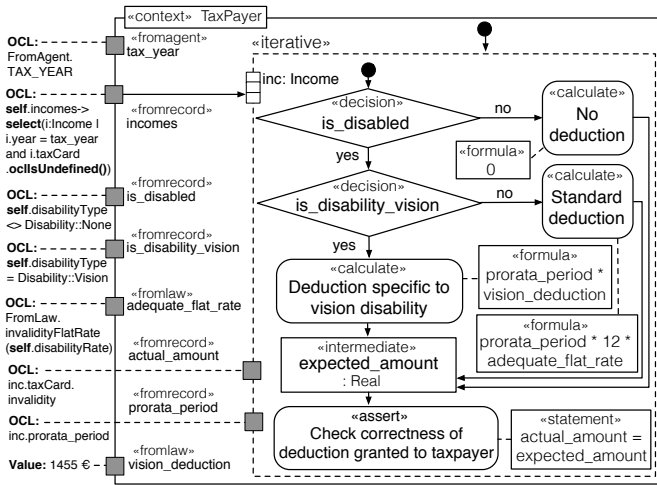 «context» TaxPayer
OCL:
FromAgent.
TAX_YEAR
«fromagent»
tax_year
OCL:
self.incomes->
select(i:Income |
i.year = tax_year
and i.taxCard
.oclIsUndefined())
«fromrecord»
incomes
OCL:
self.disabilityType
<> Disability::None
«fromrecord»
is_disabled
OCL:
self.disabilityType
= Disability::Vision
«fromrecord»
is_disability_vision
OCL:
FromLaw.
invalidityFlatRate
(self.disabilityRate)
«fromlaw»
adequate_flat_rate
«fromrecord»
actual_amount
OCL:
inc.taxCard.
invalidity
«fromrecord»
prorata_period
OCL:
inc.prorata_period
«fromlaw»
Value: 1455 €
vision_deduction
«iterative»
inc: Income
«decision»
is_disabled
no
«calculate»
No
deduction
yes
«formula»
0
«decision»
is_disability_vision
no
«calculate»
Standard
deduction
yes
«calculate»
Deduction specific to
vision disability
«formula»
prorata_period *
vision_deduction
«formula»
prorata_period * 12 *
adequate_flat_rate
«intermediate»
expected_amount
: Real
«assert»
Check correctness of
deduction granted to taxpayer
«statement»
actual_amount =
expected_amount